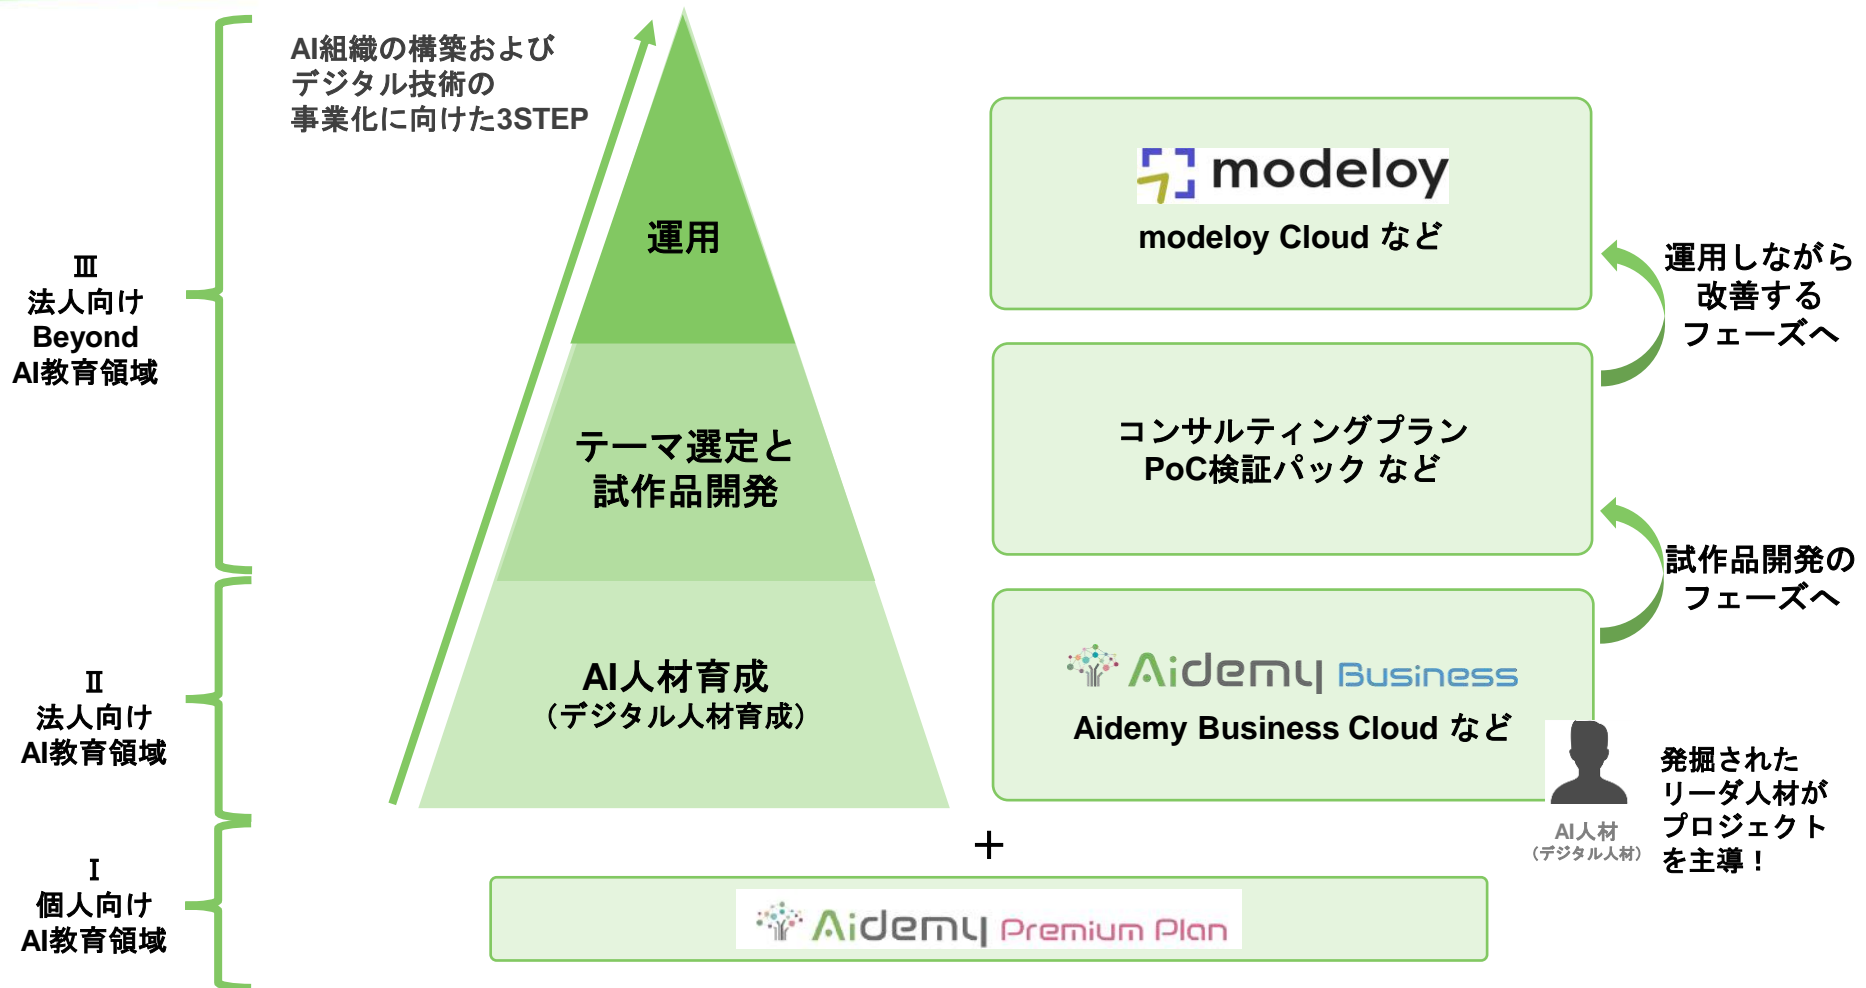 AI組織の構築および
デジタル技術の
事業化に向けた3STEP
Ⅲ
法人向け
Beyond
AI教育領域
運用
modeloy
modeloy Cloud など
運用しながら
改善する
フェーズへ
テーマ選定と
試作品開発
コンサルティングプラン
PoC検証パック など
試作品開発の
フェーズへ
Ⅱ
法人向け
AI教育領域
AI人材育成
（デジタル人材育成）
Aidemy Business
Aidemy Business Cloud など
AI人材
（デジタル人材）
発掘された
リーダ人材が
プロジェクト
を主導！
＋
Ⅰ
個人向け
AI教育領域
Aidemy Premium Plan